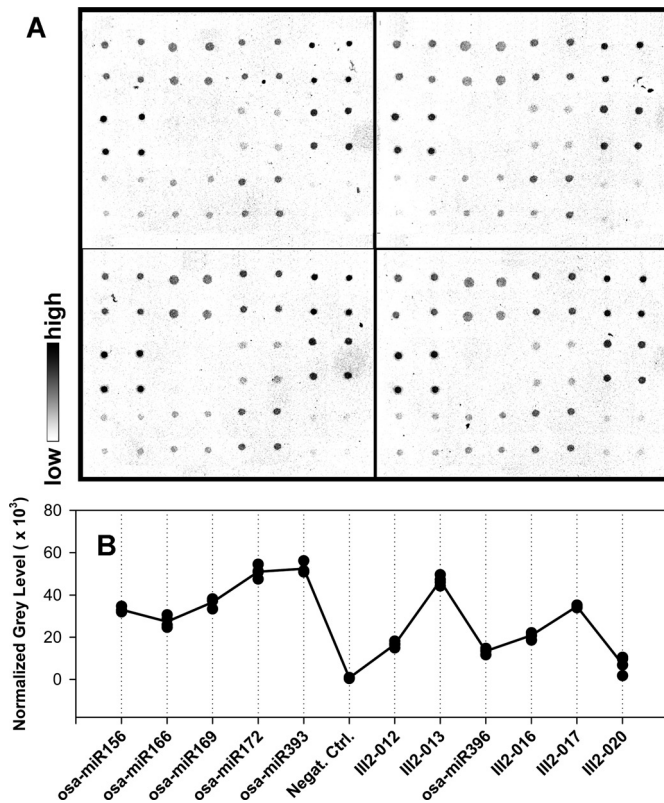 A
high
low
B
Normalized Grey Level ( x 10³)
80
60
40
20
0
osa-miR156
osa-miR166
osa-miR169
osa-miR172
osa-miR393
Negat. Ctrl.
III2-012
III2-013
osa-miR396
III2-016
III2-017
III2-020